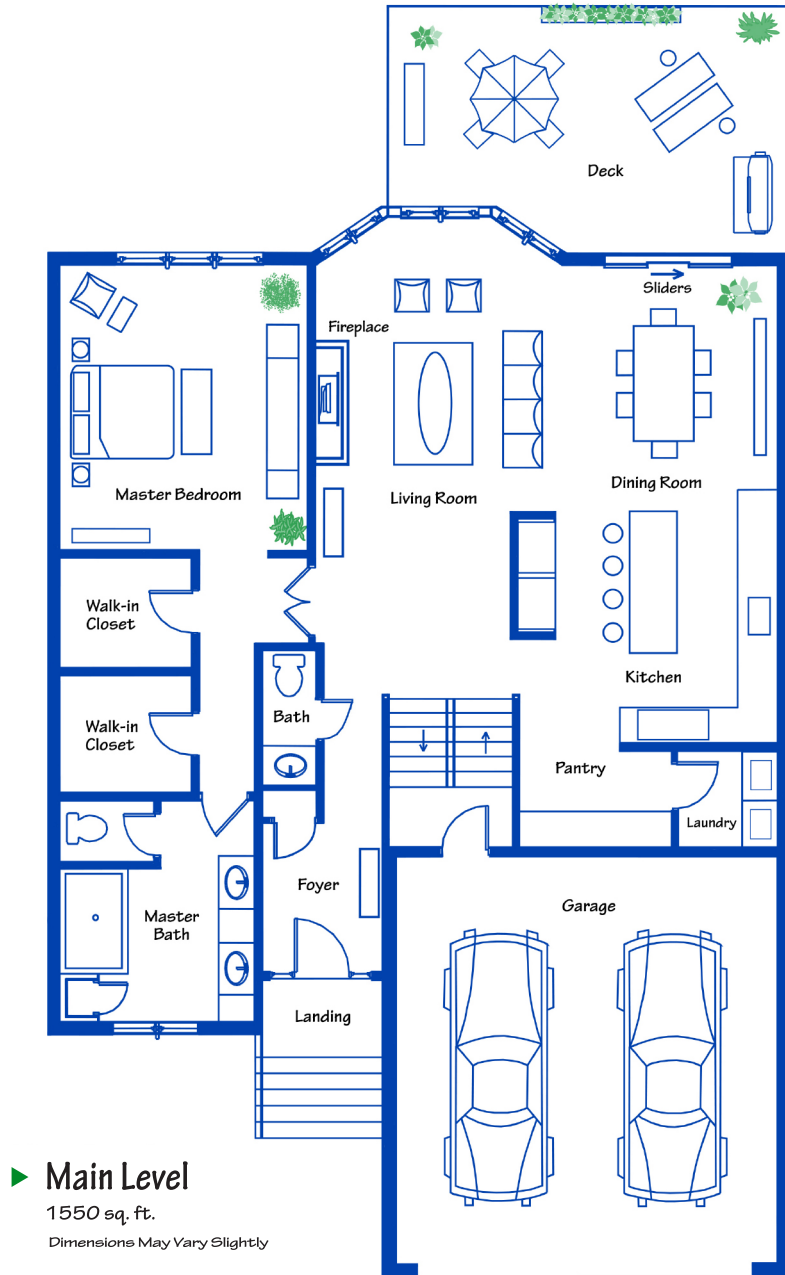 Deck
Sliders
Fireplace
Master Bedroom
Living Room
Dining Room
Walk-in
Closet
Kitchen
Walk-in
Closet
Bath
Pantry
Laundry
Foyer
Garage
Master
Bath
Landing
Main Level
1550 sq. ft.
Dimensions May Vary Slightly